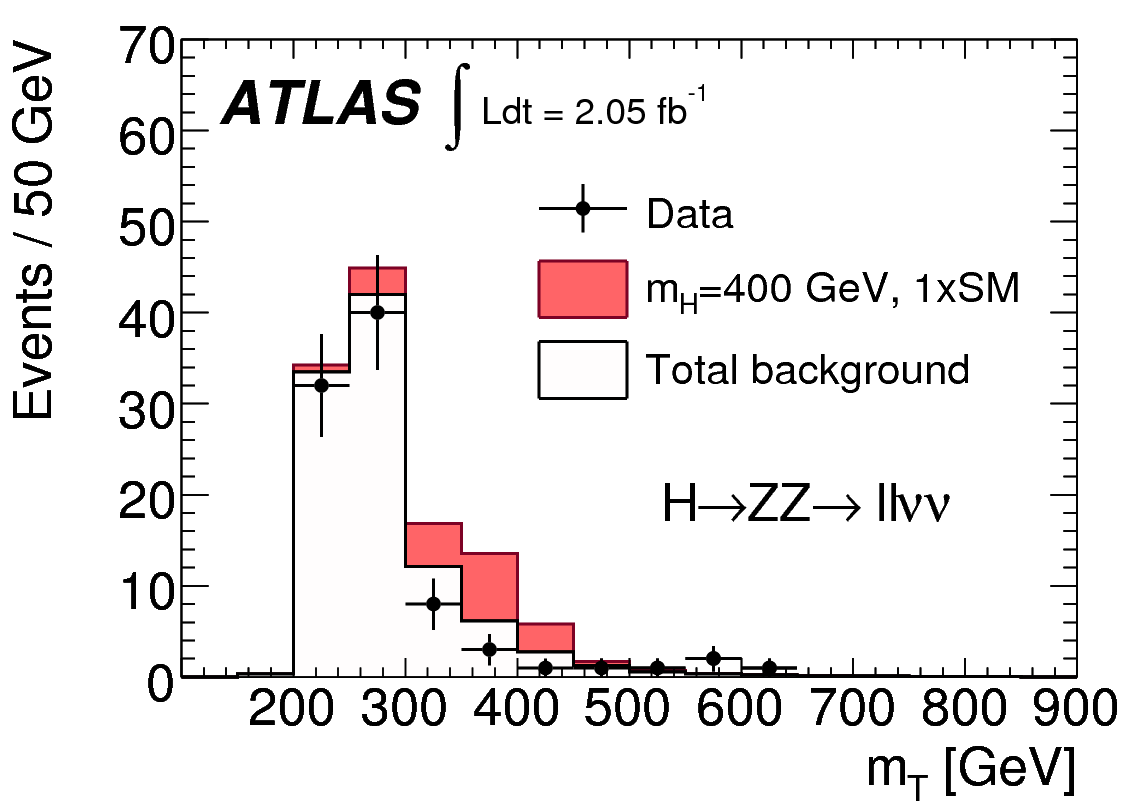 Events / 50 GeV
70
60
50
40
30
20
10
0
ATLAS ∫ Ldt = 2.05 fb⁻¹
Data
m_H=400 GeV, 1xSM
Total background
H→ZZ→ llνν
200 300 400 500 600 700 800 900
m_T [GeV]